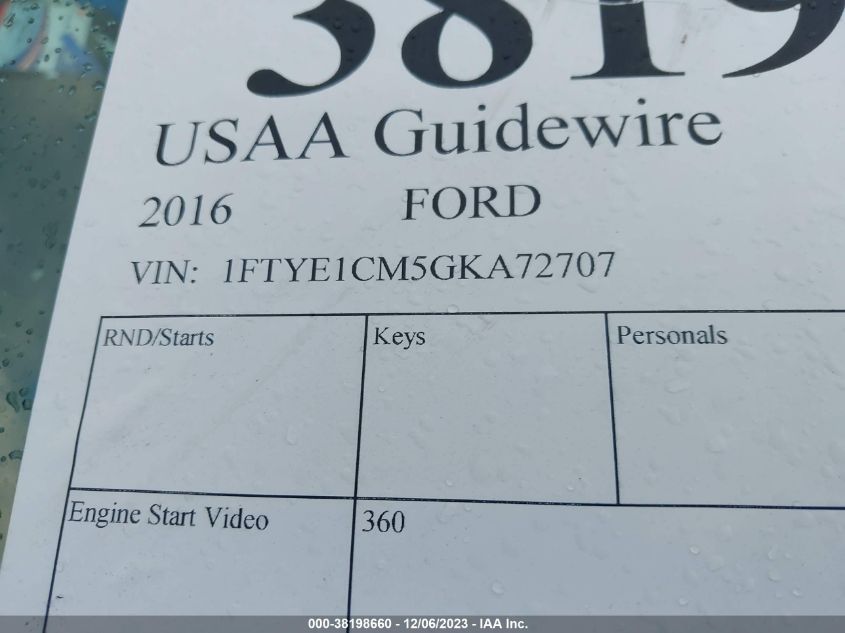 3819
USAA Guidewire
2016 FORD
VIN: 1FTYE1CM5GKA72707
RND/Starts Keys Personals
Engine Start Video 360
000-38198660 - 12/06/2023 - IAA Inc.